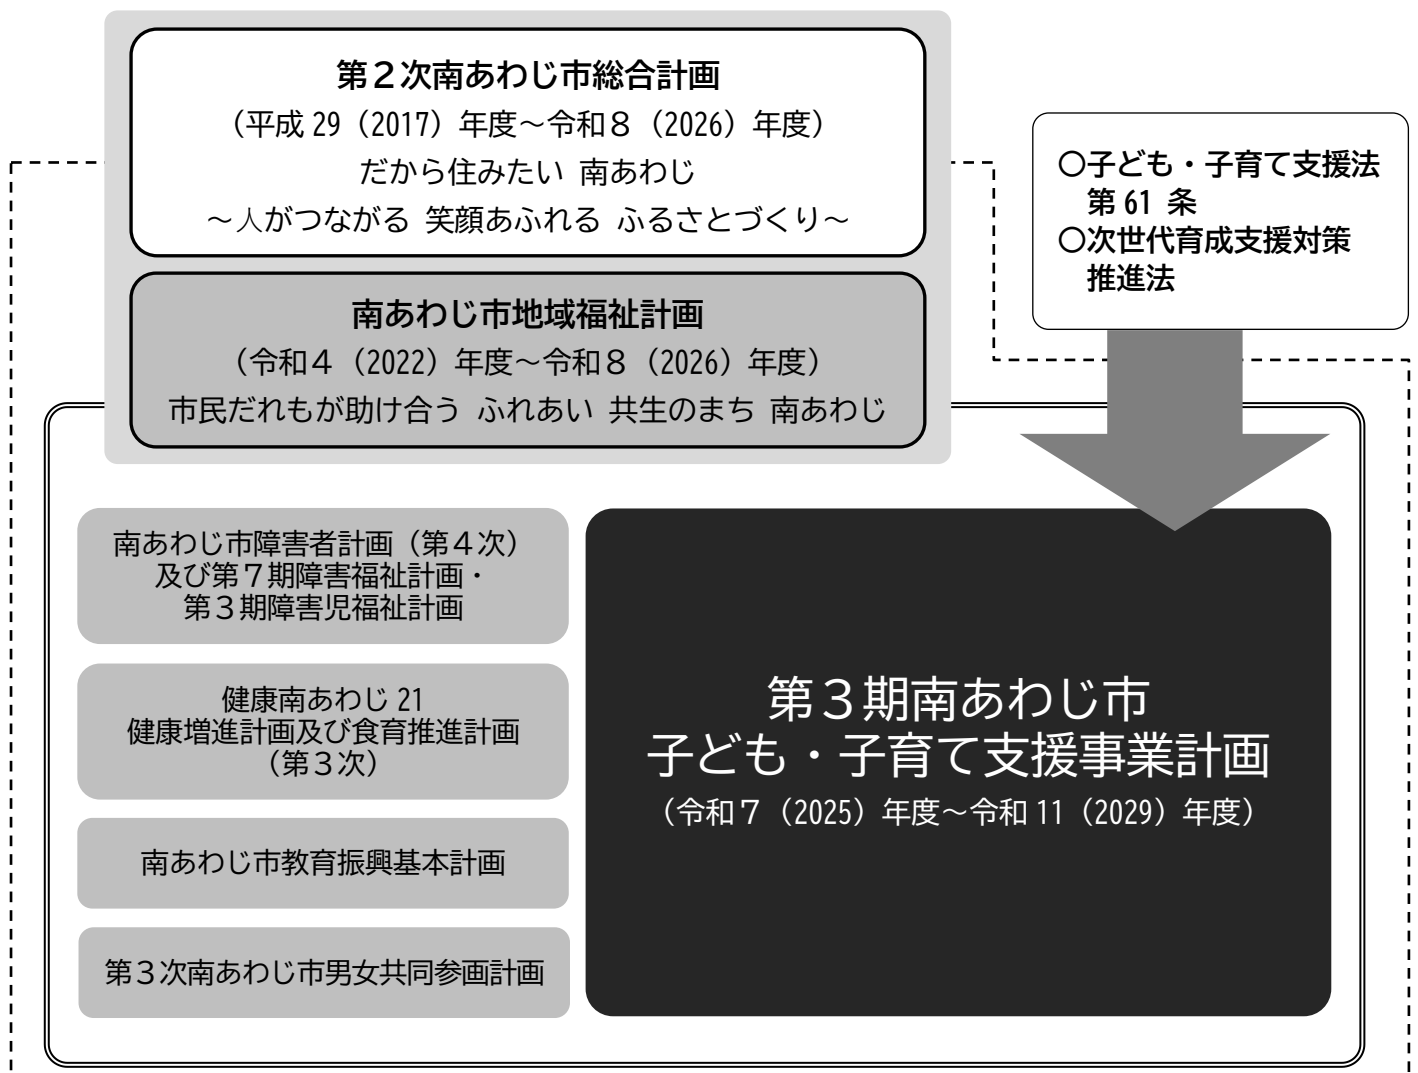 第２次南あわじ市総合計画
（平成 29（2017）年度～令和８（2026）年度）
だから住みたい 南あわじ
～人がつながる 笑顔あふれる ふるさとづくり～
南あわじ市地域福祉計画
（令和４（2022）年度～令和８（2026）年度）
市民だれもが助け合う ふれあい 共生のまち 南あわじ
〇子ども・子育て支援法
第 61 条
〇次世代育成支援対策
推進法
南あわじ市障害者計画（第４次）
及び第７期障害福祉計画・
第３期障害児福祉計画
健康南あわじ 21
健康増進計画及び食育推進計画
（第３次）
南あわじ市教育振興基本計画
第３次南あわじ市男女共同参画計画
第３期南あわじ市
子ども・子育て支援事業計画
（令和７（2025）年度～令和 11（2029）年度）